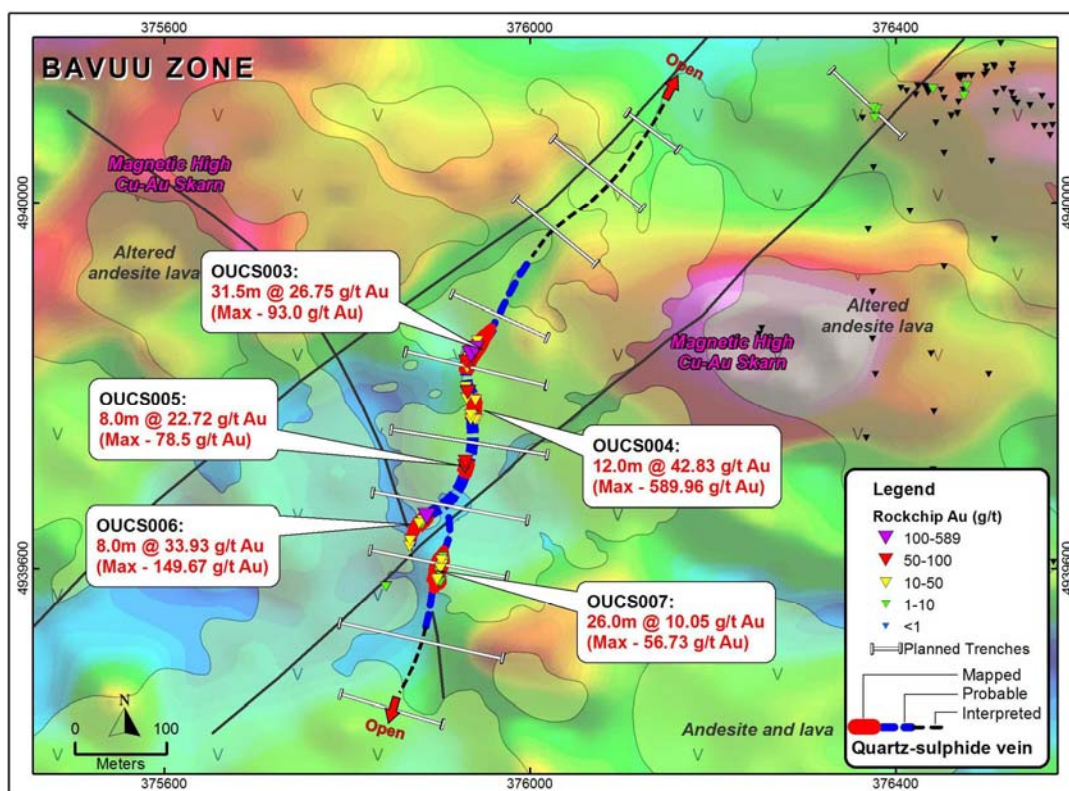 375600 376000 376400
BAVUU ZONE
Open
Magnetic High
Cu-Au Skarn
4940000 4940000
Altered
andesite lava
OUCS003:
31.5m @ 26.75 g/t Au
(Max - 93.0 g/t Au)
Altered
andesite lava
Magnetic High
Cu-Au Skarn
OUCS005:
8.0m @ 22.72 g/t Au
(Max - 78.5 g/t Au)
OUCS004:
12.0m @ 42.83 g/t Au
(Max - 589.96 g/t Au)
OUCS006:
8.0m @ 33.93 g/t Au
(Max - 149.67 g/t Au)
4939600 4939600
OUCS007:
26.0m @ 10.05 g/t Au
(Max - 56.73 g/t Au)
Legend
Rockchip Au (g/t)
100-589
50-100
10-50
1-10
<1
Planned Trenches
Mapped
Probable
Interpreted
Quartz-sulphide vein
N
0 100
Meters
Open
Andesite and lava
375600 376000 376400
V V V V V V V V V V V V V V V V V V V V